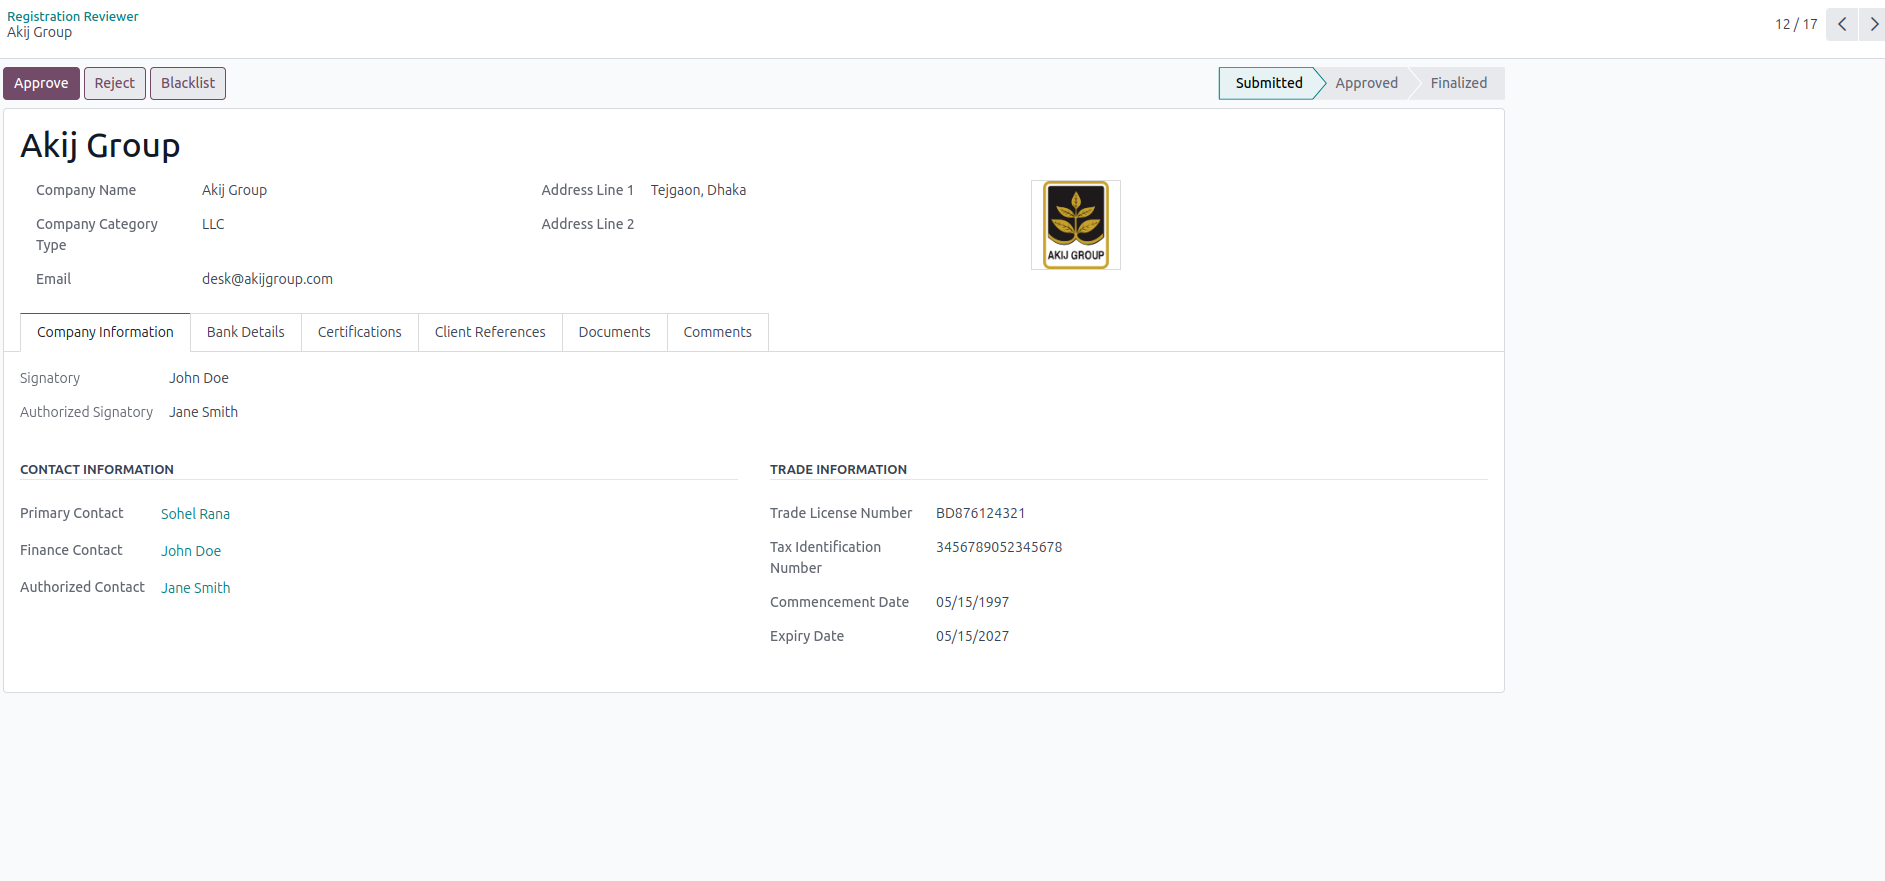 Registration Reviewer
Akij Group
12 / 17
Approve Reject Blacklist
Submitted Approved Finalized
Akij Group
Company Name Akij Group
Address Line 1 Tejgaon, Dhaka
Company Category Type LLC
Address Line 2
Email desk@akijgroup.com
AKIJ GROUP
Company Information Bank Details Certifications Client References Documents Comments
Signatory John Doe
Authorized Signatory Jane Smith
CONTACT INFORMATION
Primary Contact Sohel Rana
Finance Contact John Doe
Authorized Contact Jane Smith
TRADE INFORMATION
Trade License Number BD876124321
Tax Identification Number 3456789052345678
Commencement Date 05/15/1997
Expiry Date 05/15/2027